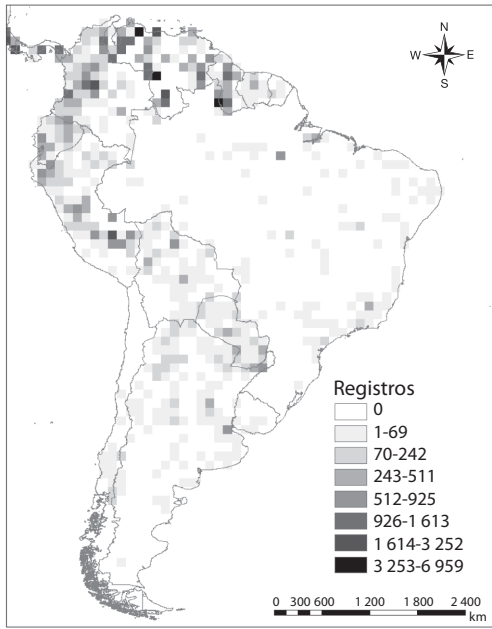 N
W E
S
Registros
0
1-69
70-242
243-511
512-925
926-1 613
1 614-3 252
3 253-6 959
0 300 600 1 200 1 800 2 400
km